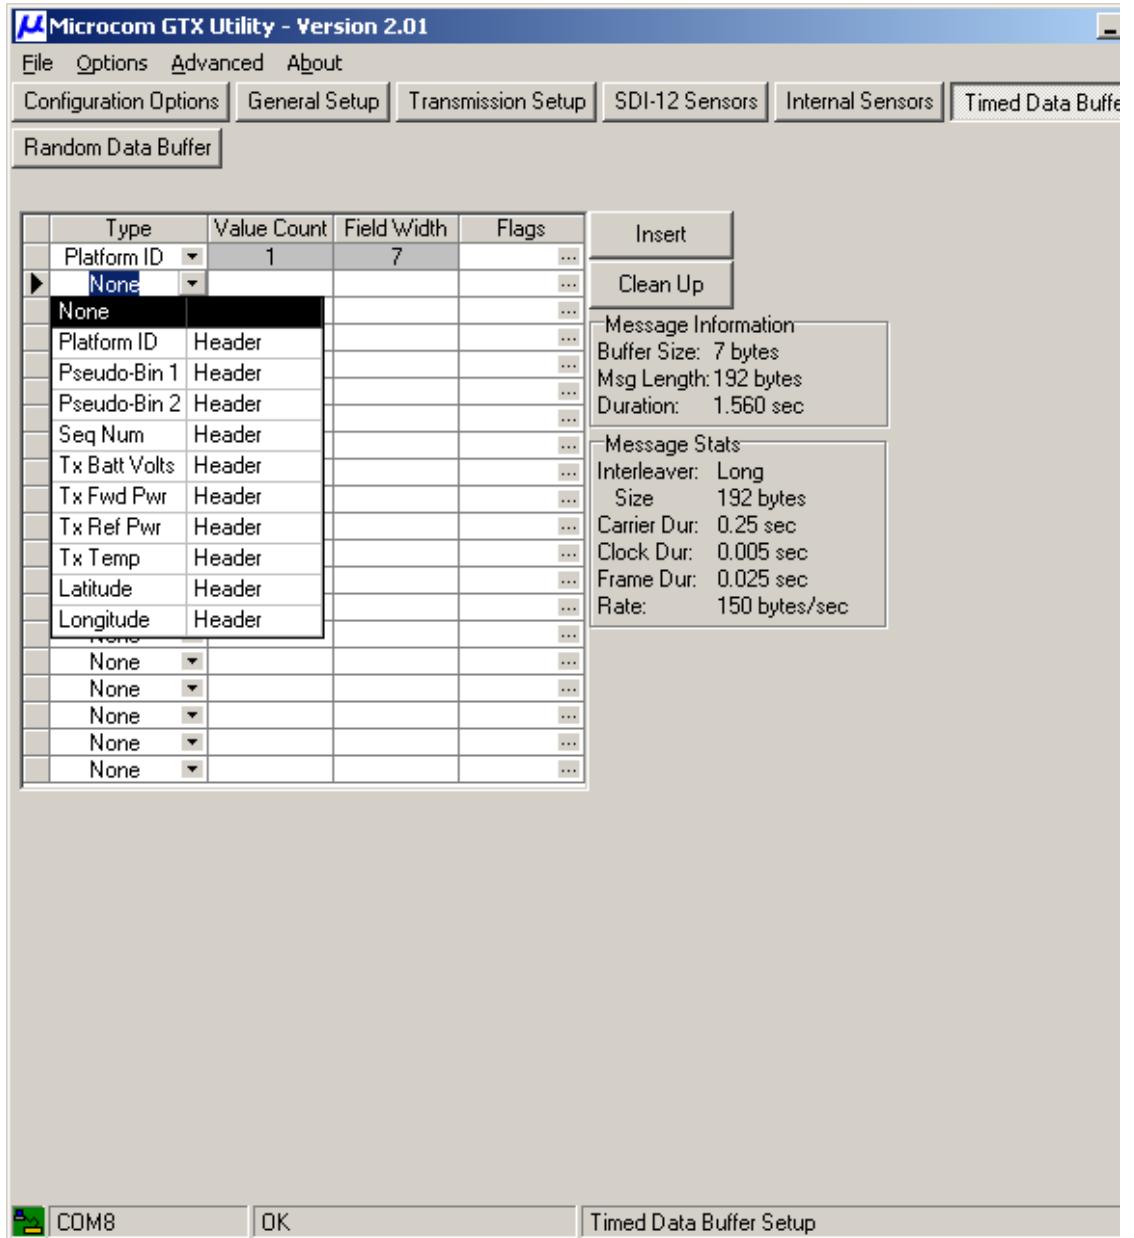 Microcom GTX Utility - Version 2.01
File Options Advanced About
Configuration Options General Setup Transmission Setup SDI-12 Sensors Internal Sensors Timed Data Buffe
Random Data Buffer
Type Value Count Field Width Flags Insert
Platform ID 1 7 ...
None ... Clean Up
None ...
Platform ID Header ...
Pseudo-Bin 1 Header ...
Pseudo-Bin 2 Header ...
Seq Num Header ...
Tx Batt Volts Header ...
Tx Fwd Pwr Header ...
Tx Ref Pwr Header ...
Tx Temp Header ...
Latitude Header ...
Longitude Header ...
None ...
None ...
None ...
None ...
None ...
None ...
Message Information
Buffer Size: 7 bytes
Msg Length: 192 bytes
Duration: 1.560 sec
Message Stats
Interleaver: Long
Size 192 bytes
Carrier Dur: 0.25 sec
Clock Dur: 0.005 sec
Frame Dur: 0.025 sec
Rate: 150 bytes/sec
COM8 OK Timed Data Buffer Setup